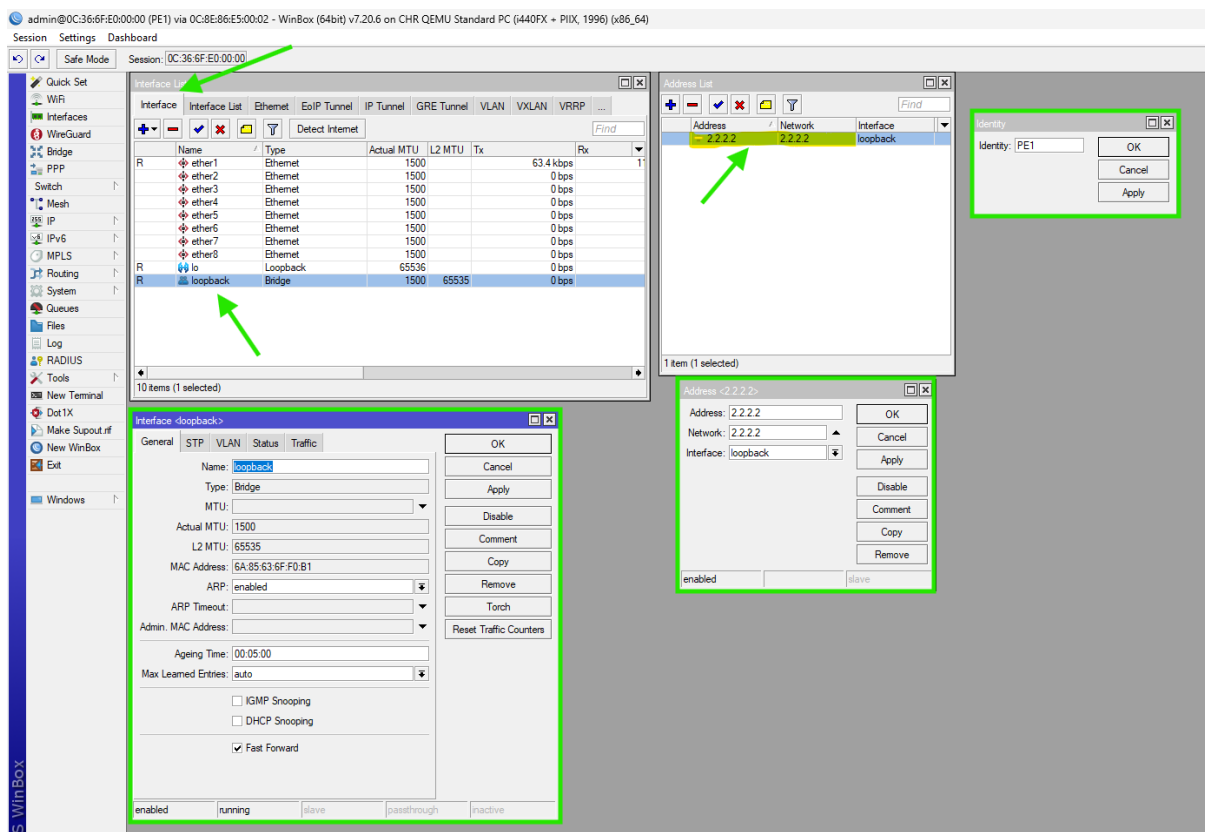 admin@0C:36:6F:E0:00:00 (PE1) via 0C:8E:86:E5:00:02 - WinBox (64bit) v7.20.6 on CHR QEMU Standard PC (i440FX + PIIX, 1996) (x86_64)
Session Settings Dashboard
Safe Mode Session: 0C:36:6F:E0:00:00
Quick Set
WiFi
Interfaces
WireGuard
Bridge
PPP
Switch
Mesh
IP
IPv6
MPLS
Routing
System
Queues
Files
Log
RADIUS
Tools
New Terminal
Dot1X
Make Supout.rif
New WinBox
Exit
Windows
Interface List
Interface Interface List Ethernet EoIP Tunnel IP Tunnel GRE Tunnel VLAN VXLAN VRRP ...
Detect Internet Find
Name Type Actual MTU L2 MTU Tx Rx
R ether1 Ethernet 1500 63.4 kbps
ether2 Ethernet 1500 0 bps
ether3 Ethernet 1500 0 bps
ether4 Ethernet 1500 0 bps
ether5 Ethernet 1500 0 bps
ether6 Ethernet 1500 0 bps
ether7 Ethernet 1500 0 bps
ether8 Ethernet 1500 0 bps
R lo Loopback 65536 0 bps
R loopback Bridge 1500 65535 0 bps
10 items (1 selected)
Address List
Find
Address Network Interface
2.2.2.2 2.2.2.2 loopback
1 item (1 selected)
Identity
Identity: PE1 OK
Cancel
Apply
Interface <loopback>
General STP VLAN Status Traffic
Name: loopback
Type: Bridge
MTU:
Actual MTU: 1500
L2 MTU: 65535
MAC Address: 6A:85:63:6F:F0:B1
ARP: enabled
ARP Timeout:
Admin. MAC Address:
Ageing Time: 00:05:00
Max Learned Entries: auto
IGMP Snooping
DHCP Snooping
Fast Forward
OK
Cancel
Apply
Disable
Comment
Copy
Remove
Torch
Reset Traffic Counters
enabled running slave passthrough inactive
Address <2.2.2.2>
Address: 2.2.2.2
Network: 2.2.2.2
Interface: loopback
OK
Cancel
Apply
Disable
Comment
Copy
Remove
enabled slave
S WinBox